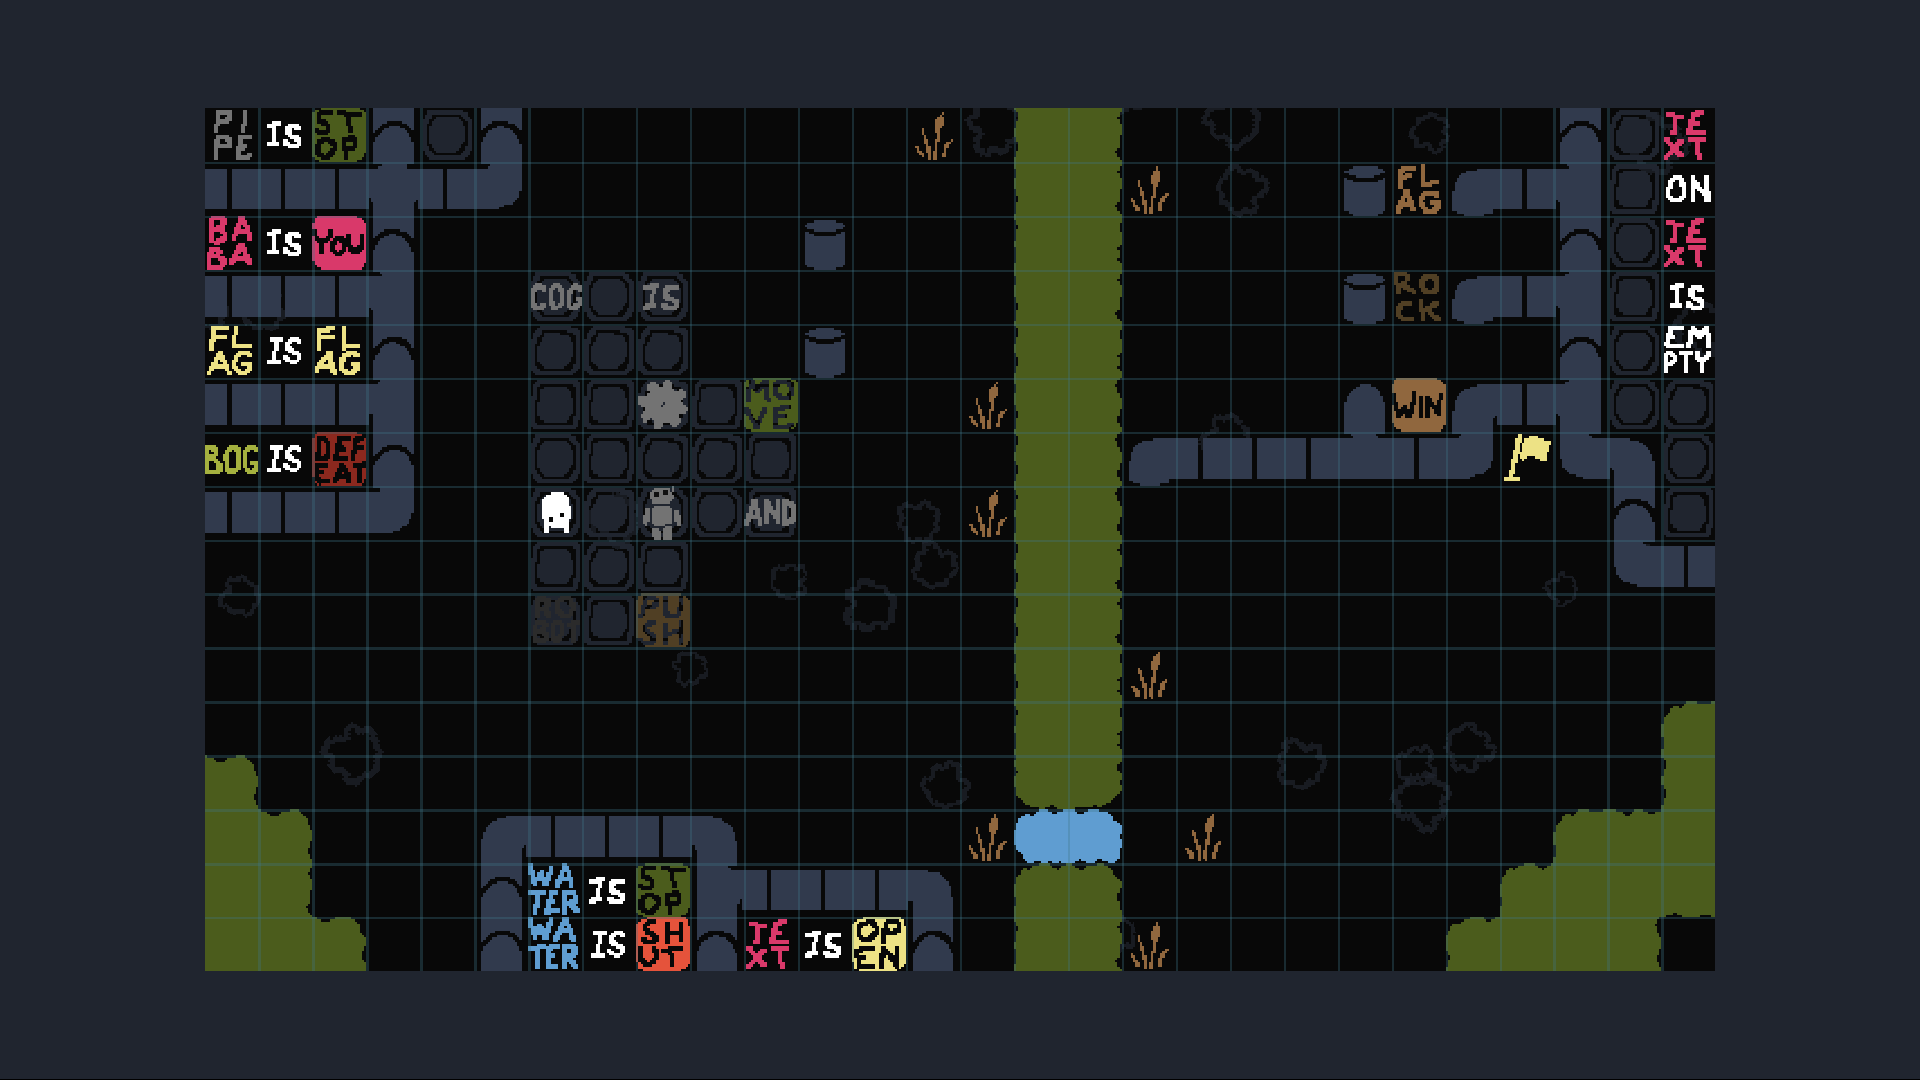 PIPE IS STOP
TEXT
FLAG
ON
BABA IS YOU
TEXT
COG IS
ROCK
IS
FLAG IS FLAG
EMPTY
MOVE
WIN
BOG IS DEFEAT
AND
ROBOT PUSH
WATER IS STOP
WATER IS SHUT
TEXT IS OPEN